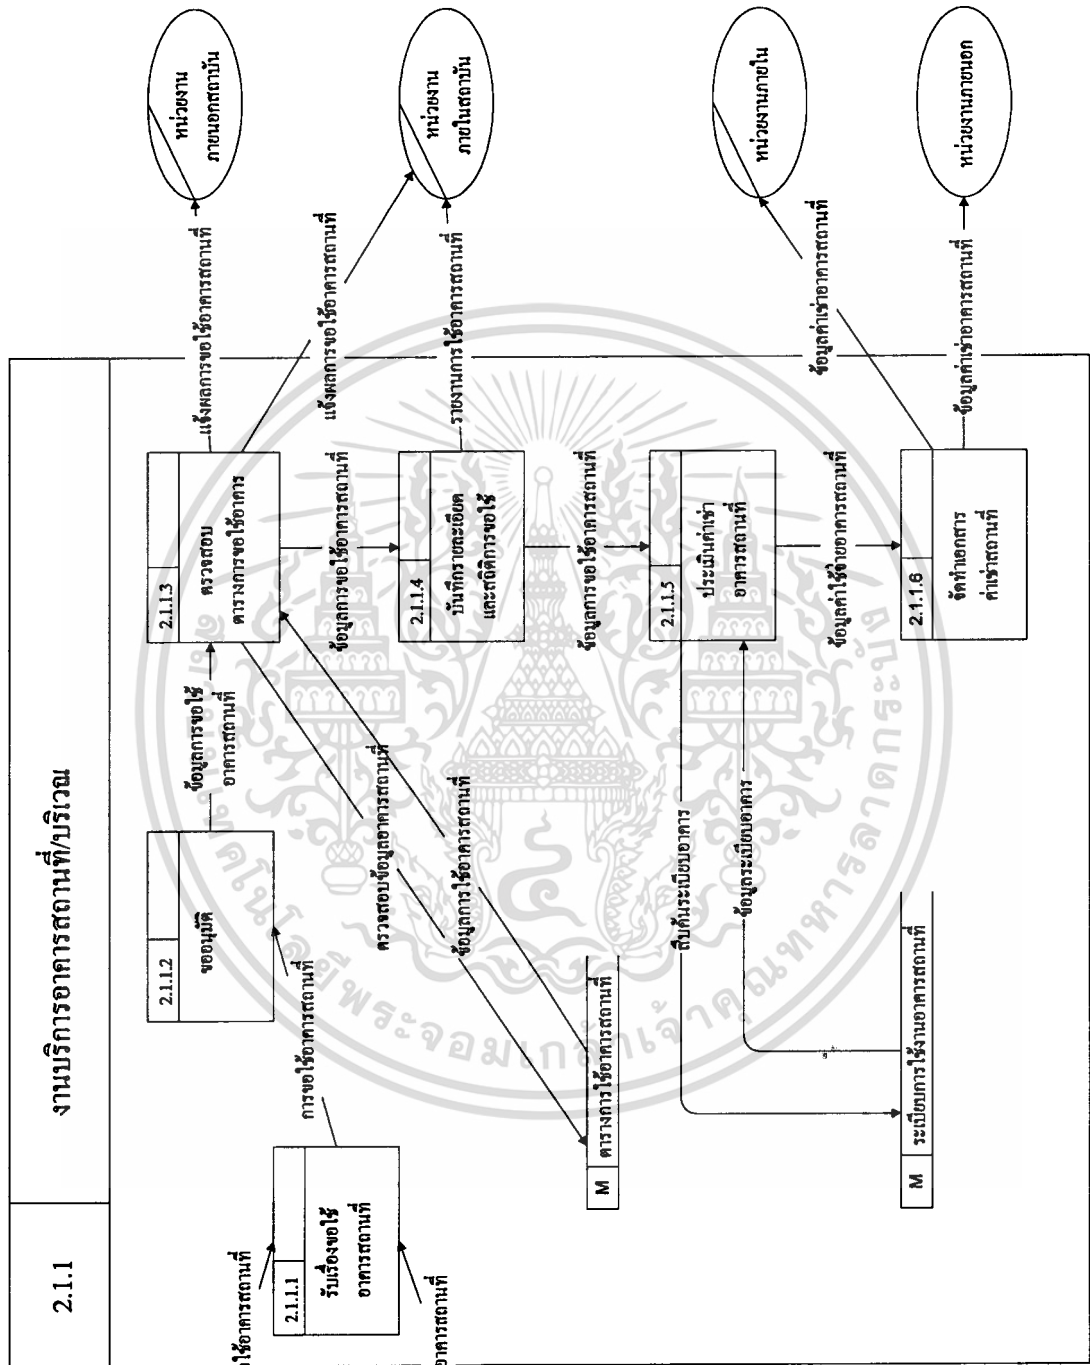 2.1.1
งานบริการอาคารสถานที่/บริเวณ
ใช้อาคารสถานที่
2.1.1.1
รับเรื่องขอใช้
อาคารสถานที่
อาคารสถานที่
การขอใช้อาคารสถานที่
2.1.1.2
ขออนุมัติ
ข้อมูลการขอใช้
อาคารสถานที่
2.1.1.3
ตรวจสอบ
ตารางการขอใช้อาคาร
แจ้งผลการขอใช้อาคารสถานที่
หน่วยงาน
ภายนอกสถาบัน
แจ้งผลการขอใช้อาคารสถานที่
ข้อมูลการขอใช้อาคารสถานที่
ตรวจสอบข้อมูลอาคารสถานที่
ข้อมูลการใช้อาคารสถานที่
M
ตารางการใช้อาคารสถานที่
2.1.1.4
บันทึกรายละเอียด
และสถิติการขอใช้
รายงานการใช้อาคารสถานที่
หน่วยงาน
ภายในสถาบัน
ข้อมูลการขอใช้อาคารสถานที่
2.1.1.5
ประเมินค่าเช่า
อาคารสถานที่
สืบค้นระเบียบอาคาร
ข้อมูลระเบียบอาคาร
M
ระเบียบการใช้งานอาคารสถานที่
ข้อมูลค่าใช้จ่ายอาคารสถานที่
2.1.1.6
จัดทำเอกสาร
ค่าเช่าสถานที่
ข้อมูลค่าเช่าอาคารสถานที่
หน่วยงานภายใน
ข้อมูลค่าเช่าอาคารสถานที่
หน่วยงานภายนอก
พระจอมเกล้าเจ้าคุณทหารลาดกระบัง